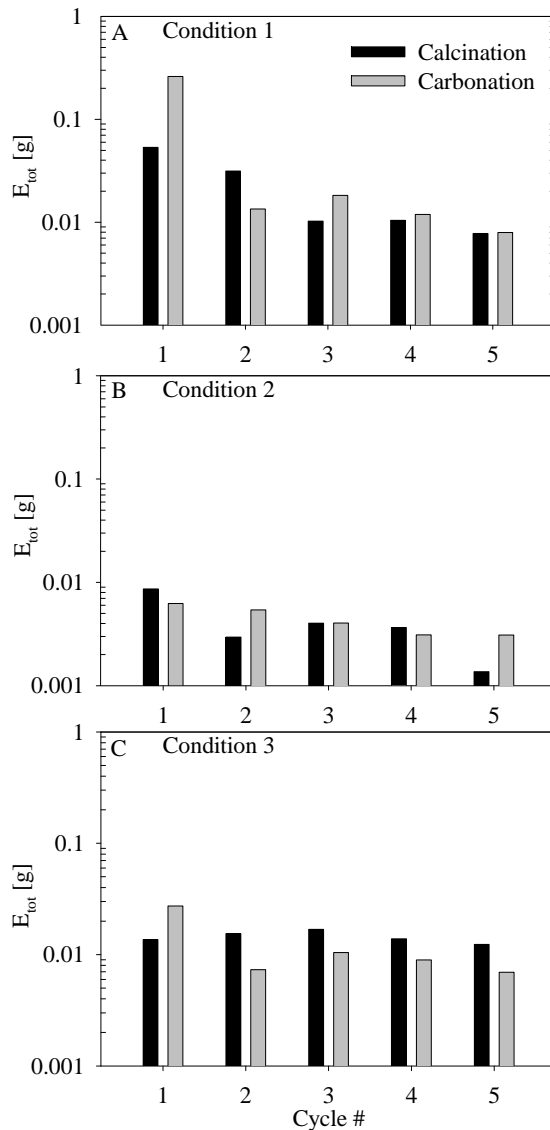 1
A Condition 1
Calcination
Carbonation
0.1
E_tot [g]
0.01
0.001
1 2 3 4 5
1
B Condition 2
0.1
E_tot [g]
0.01
0.001
1 2 3 4 5
1
C Condition 3
0.1
E_tot [g]
0.01
0.001
1 2 3 4 5
Cycle #